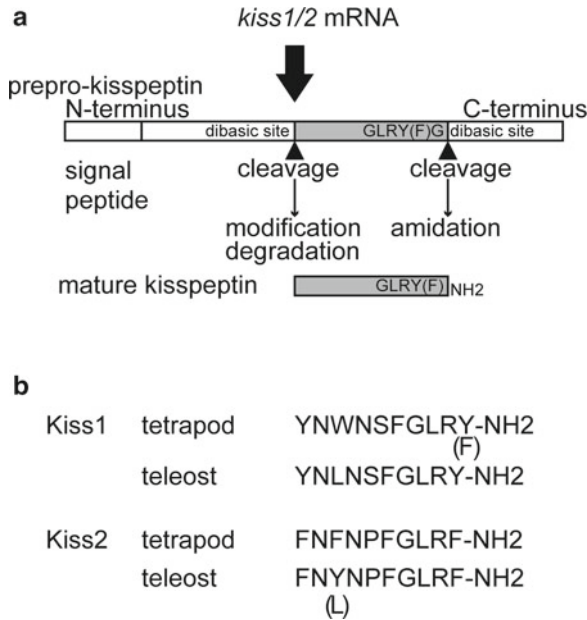 a
kiss1/2 mRNA
prepro-kisspeptin
N-terminus C-terminus
dibasic site GLRY(F)G dibasic site
signal peptide
cleavage cleavage
modification degradation
amidation
mature kisspeptin GLRY(F) NH2
b
Kiss1 tetrapod YNWNSFGLRY-NH2
(F)
teleost YNLNSFGLRY-NH2
Kiss2 tetrapod FNFNPFGLRF-NH2
teleost FNYNPFGLRF-NH2
(L)